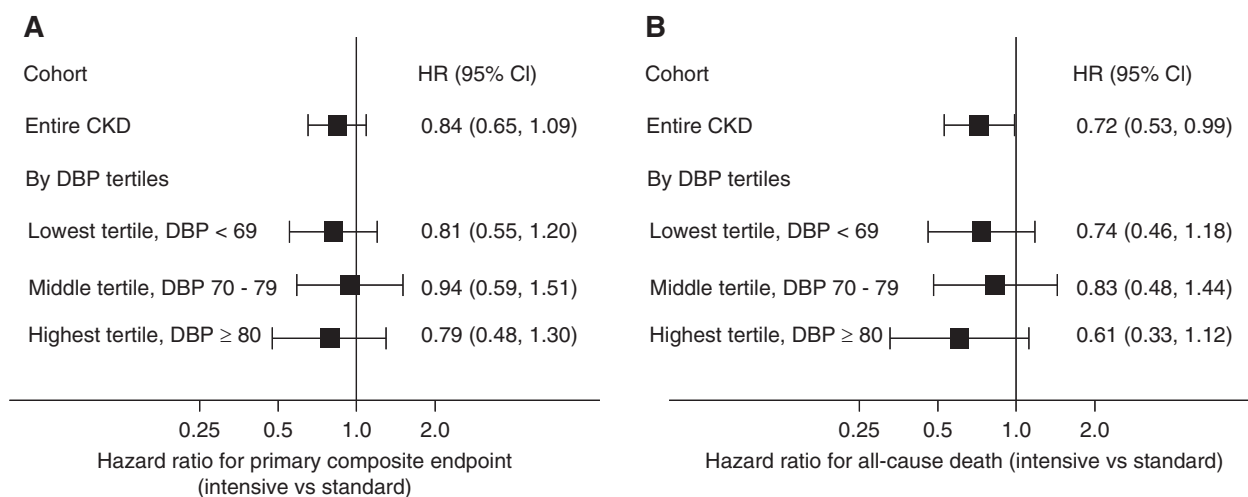 A
Cohort HR (95% CI)
Entire CKD 0.84 (0.65, 1.09)
By DBP tertiles
Lowest tertile, DBP < 69 0.81 (0.55, 1.20)
Middle tertile, DBP 70 - 79 0.94 (0.59, 1.51)
Highest tertile, DBP ≥ 80 0.79 (0.48, 1.30)
0.25 0.5 1.0 2.0
Hazard ratio for primary composite endpoint
(intensive vs standard)
B
Cohort HR (95% CI)
Entire CKD 0.72 (0.53, 0.99)
By DBP tertiles
Lowest tertile, DBP < 69 0.74 (0.46, 1.18)
Middle tertile, DBP 70 - 79 0.83 (0.48, 1.44)
Highest tertile, DBP ≥ 80 0.61 (0.33, 1.12)
0.25 0.5 1.0 2.0
Hazard ratio for all-cause death (intensive vs standard)